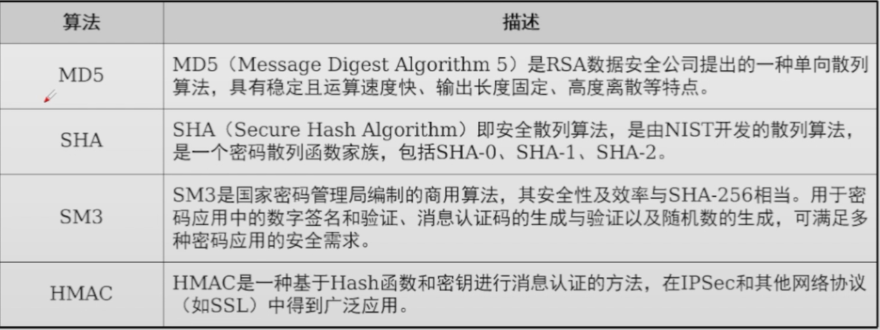 算法 描述
MD5
MD5（Message Digest Algorithm 5）是RSA数据安全公司提出的一种单向散列
算法，具有稳定且运算速度快、输出长度固定、高度离散等特点。
SHA
SHA（Secure Hash Algorithm）即安全散列算法，是由NIST开发的散列算法，
是一个密码散列函数家族，包括SHA-0、SHA-1、SHA-2。
SM3
SM3是国家密码管理局编制的商用算法，其安全性及效率与SHA-256相当。用于密
码应用中的数字签名和验证、消息认证码的生成与验证以及随机数的生成，可满足多
种密码应用的安全需求。
HMAC
HMAC是一种基于Hash函数和密钥进行消息认证的方法，在IPSec和其他网络协议
（如SSL）中得到广泛应用。